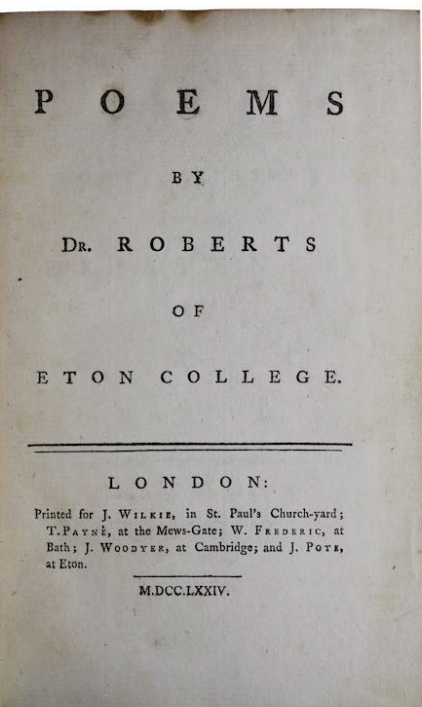 POEMS
BY
DR. ROBERTS
OF
ETON COLLEGE.
LONDON:
Printed for J. WILKIE, in St. Paul's Church-yard;
T. PAYNE, at the Mews-Gate; W. FREDERIC, at
Bath; J. WOODYER, at Cambridge; and J. POTE,
at Eton.
M.DCC.LXXIV.